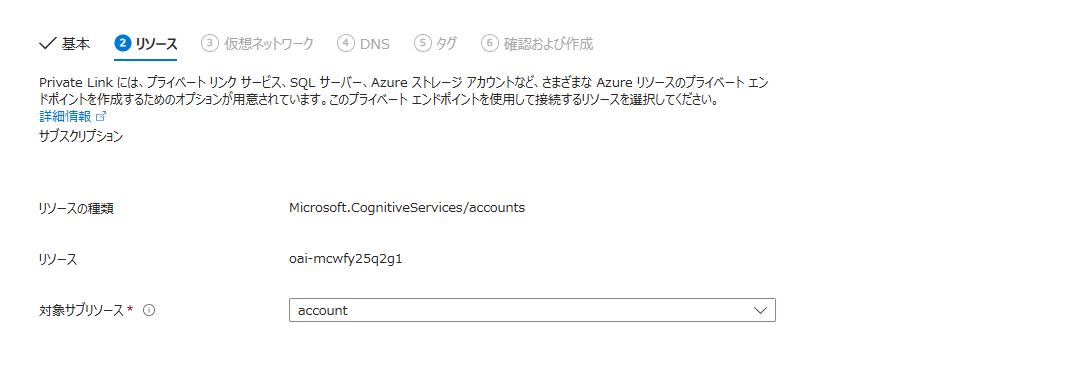 基本 2 リソース 3 仮想ネットワーク 4 DNS 5 タグ 6 確認および作成
Private Link には、プライベート リンク サービス、SQL サーバー、Azure ストレージ アカウントなど、さまざまな Azure リソースのプライベート エン
ドポイントを作成するためのオプションが用意されています。このプライベート エンドポイントを使用して接続するリソースを選択してください。
詳細情報
サブスクリプション
リソースの種類 Microsoft.CognitiveServices/accounts
リソース oai-mcwfy25q2g1
対象サブリソース * account